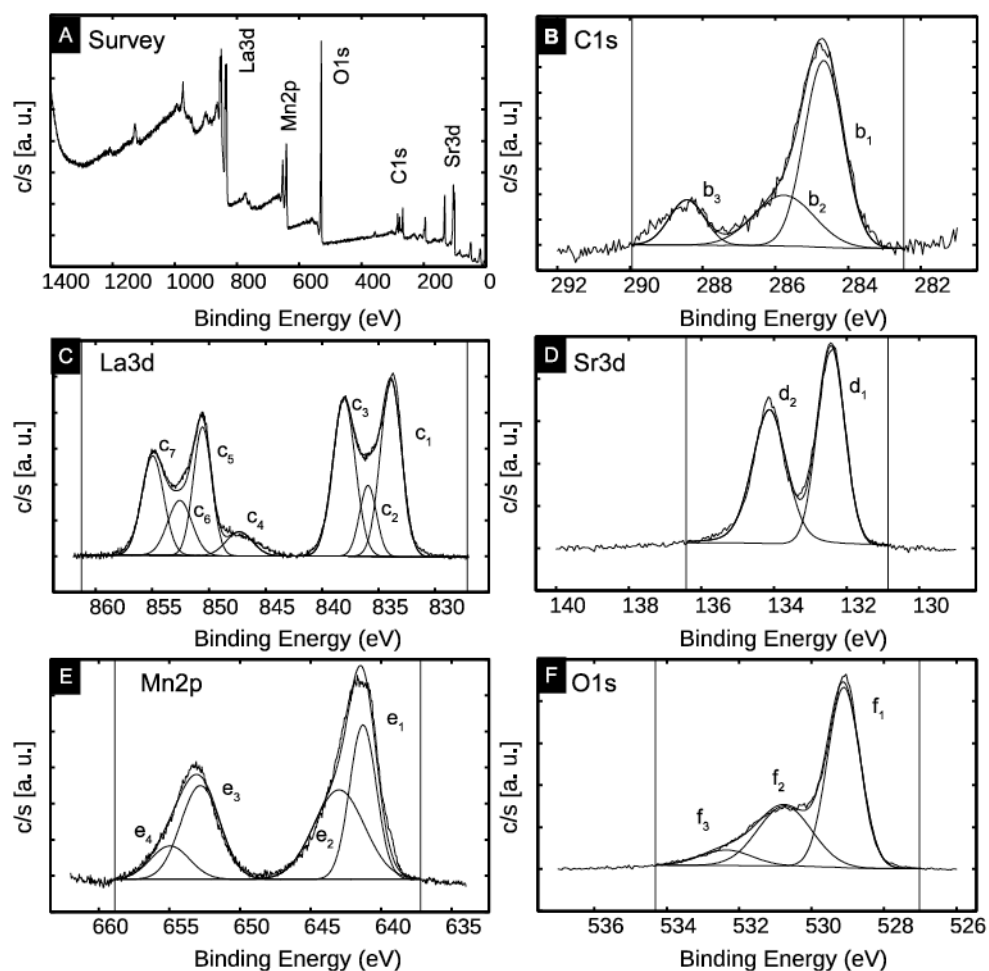 A Survey
c/s [a. u.]
La3d
Mn2p
O1s
C1s
Sr3d
1400 1200 1000 800 600 400 200 0
Binding Energy (eV)
B C1s
c/s [a. u.]
b1
b2
b3
292 290 288 286 284 282
Binding Energy (eV)
C La3d
c/s [a. u.]
c7
c5
c6
c4
c3
c1
c2
860 855 850 845 840 835 830
Binding Energy (eV)
D Sr3d
c/s [a. u.]
d2
d1
140 138 136 134 132 130
Binding Energy (eV)
E Mn2p
c/s [a. u.]
e1
e3
e4
e2
660 655 650 645 640 635
Binding Energy (eV)
F O1s
c/s [a. u.]
f1
f2
f3
536 534 532 530 528 526
Binding Energy (eV)